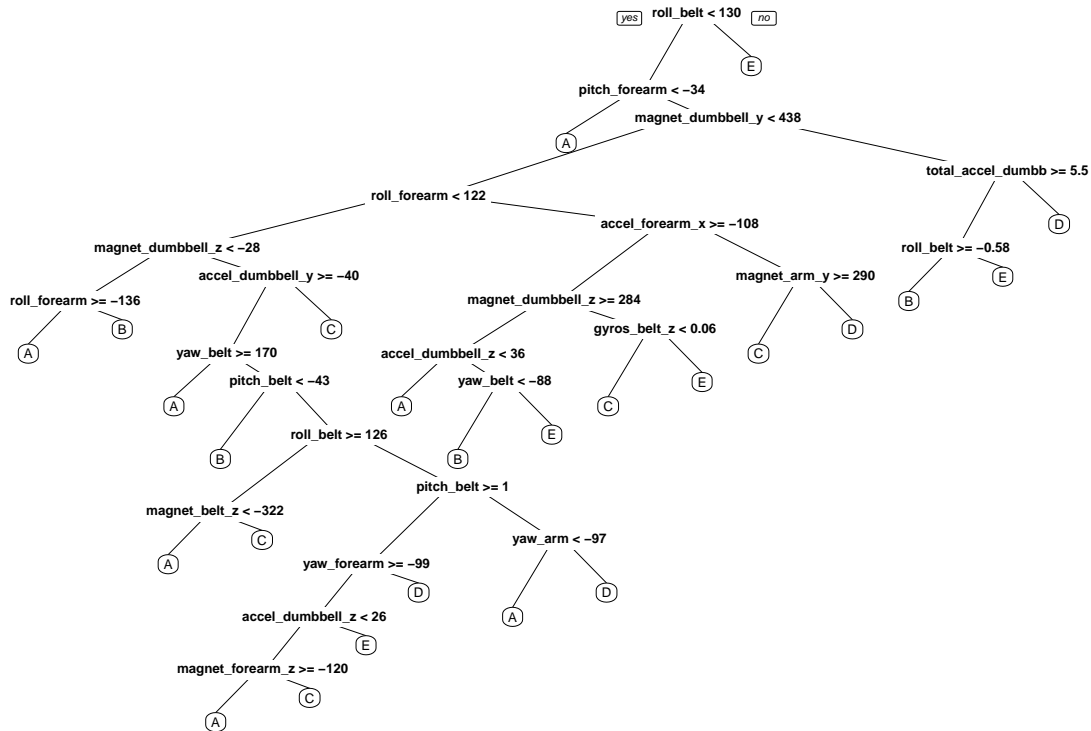 yes roll_belt < 130 no
E
pitch_forearm < −34
magnet_dumbbell_y < 438
A
total_accel_dumbb >= 5.5
roll_forearm < 122
accel_forearm_x >= −108
D
magnet_dumbbell_z < −28
roll_belt >= −0.58
accel_dumbbell_y >= −40
magnet_arm_y >= 290
E
roll_forearm >= −136
magnet_dumbbell_z >= 284
B
B
C
gyros_belt_z < 0.06
D
A
yaw_belt >= 170
accel_dumbbell_z < 36
C
pitch_belt < −43
yaw_belt < −88
E
A
A
C
E
roll_belt >= 126
B
B
pitch_belt >= 1
magnet_belt_z < −322
C
yaw_arm < −97
A
yaw_forearm >= −99
D
D
accel_dumbbell_z < 26
A
E
magnet_forearm_z >= −120
C
A